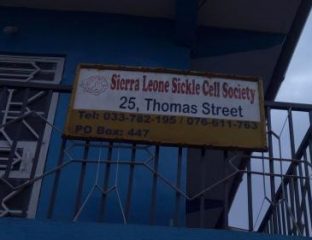 Sierra Leone Sickle Cell Society
25, Thomas Street
Tel: 033-782-195 / 076-611-763
PO Box: 447